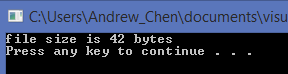 C:\Users\Andrew_Chen\documents\visu
file size is 42 bytes
Press any key to continue . . .